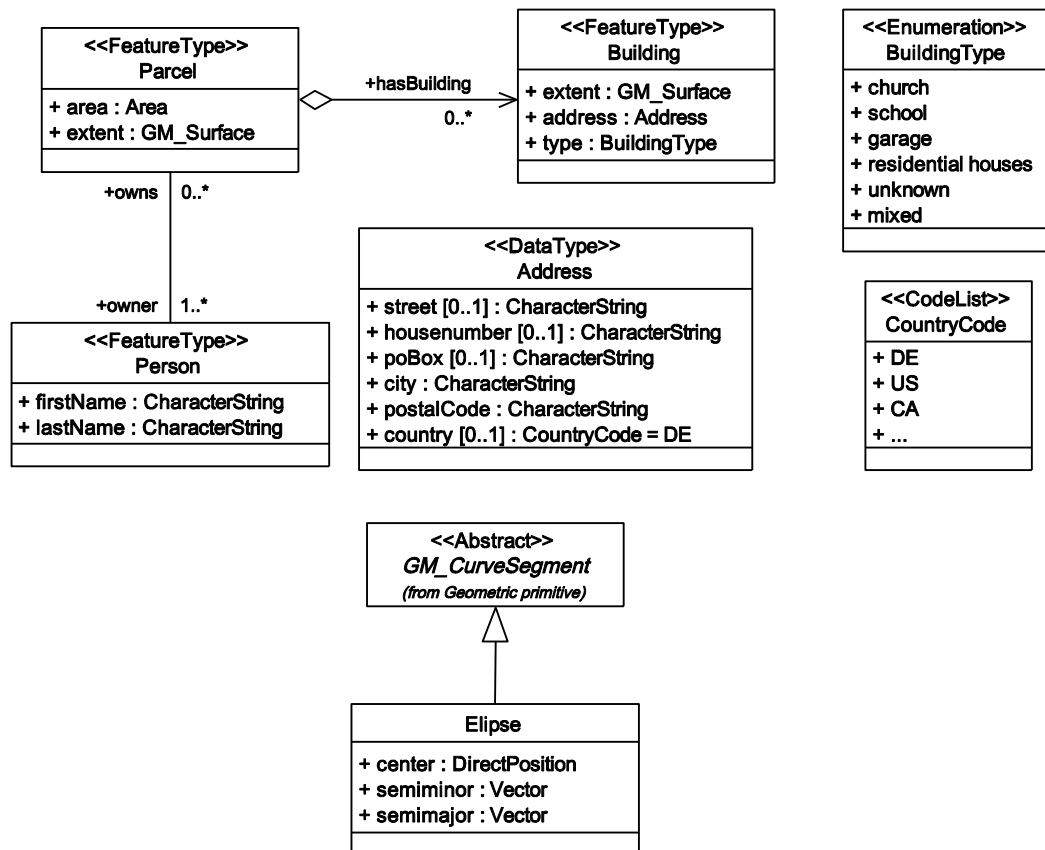 <<FeatureType>>
Parcel
+ area : Area
+ extent : GM_Surface
+hasBuilding
0..*
<<FeatureType>>
Building
+ extent : GM_Surface
+ address : Address
+ type : BuildingType
<<Enumeration>>
BuildingType
+ church
+ school
+ garage
+ residential houses
+ unknown
+ mixed
+owns 0..*
+owner 1..*
<<FeatureType>>
Person
+ firstName : CharacterString
+ lastName : CharacterString
<<DataType>>
Address
+ street [0..1] : CharacterString
+ housenumber [0..1] : CharacterString
+ poBox [0..1] : CharacterString
+ city : CharacterString
+ postalCode : CharacterString
+ country [0..1] : CountryCode = DE
<<CodeList>>
CountryCode
+ DE
+ US
+ CA
+ ...
<<Abstract>>
GM_CurveSegment
(from Geometric primitive)
Elipse
+ center : DirectPosition
+ semiminor : Vector
+ semimajor : Vector